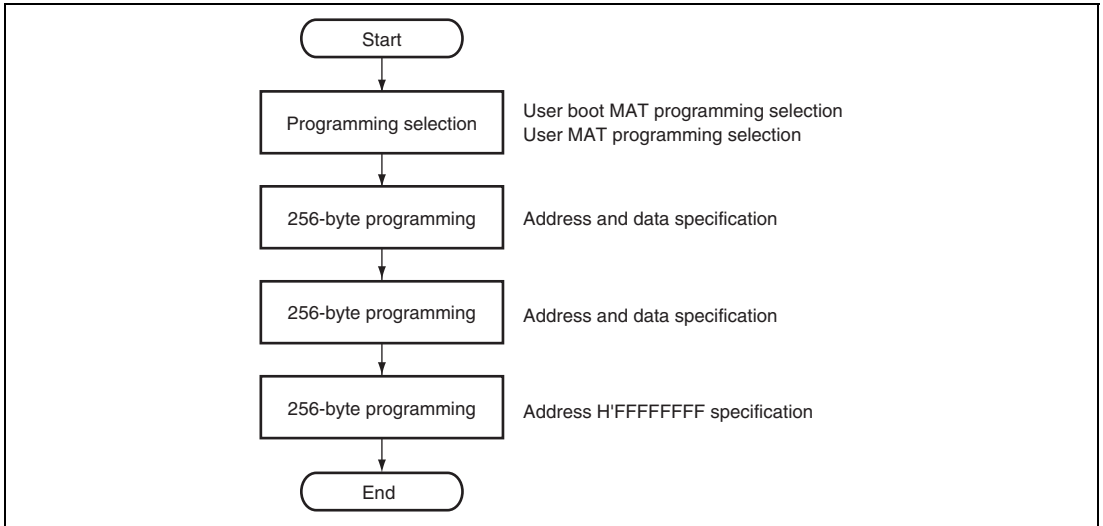 Start
Programming selection
User boot MAT programming selection
User MAT programming selection
256-byte programming
Address and data specification
256-byte programming
Address and data specification
256-byte programming
Address H'FFFFFFFF specification
End